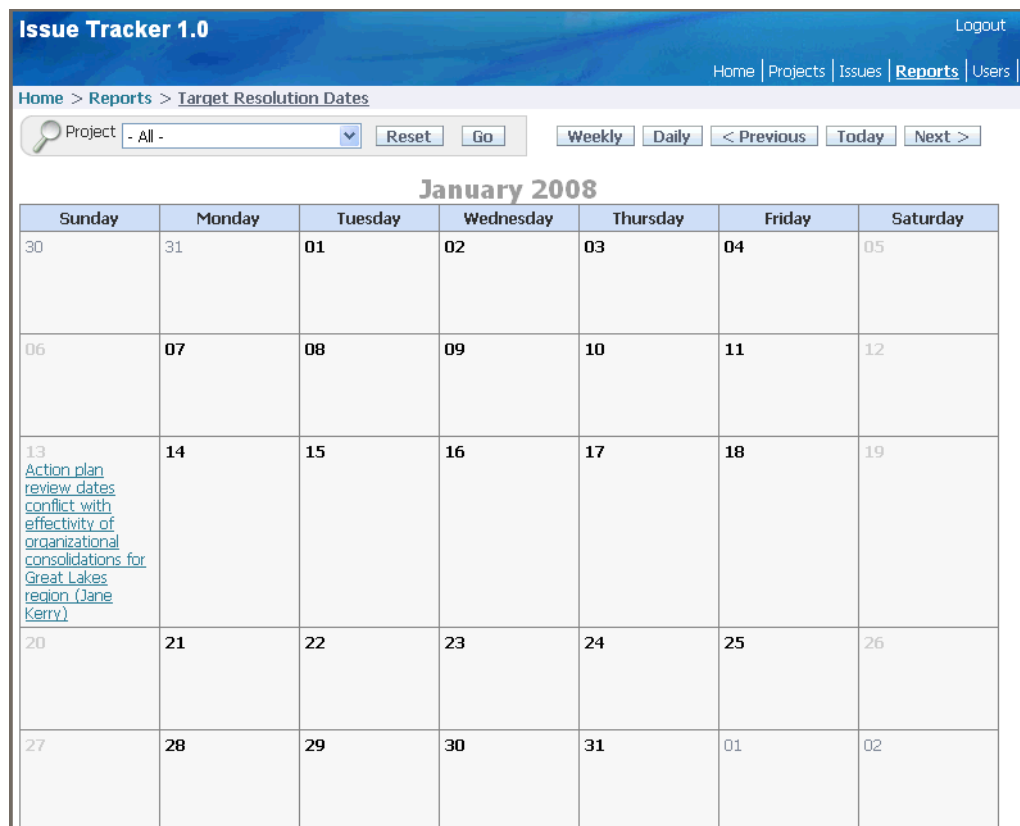 Issue Tracker 1.0
Logout
Home | Projects | Issues | Reports | Users |
Home > Reports > Target Resolution Dates
Project - All - Reset Go Weekly Daily < Previous Today Next >
January 2008
Sunday Monday Tuesday Wednesday Thursday Friday Saturday
30 31 01 02 03 04 05
06 07 08 09 10 11 12
13 14 15 16 17 18 19
Action plan
review dates
conflict with
effectivity of
organizational
consolidations for
Great Lakes
region (Jane
Kerry)
20 21 22 23 24 25 26
27 28 29 30 31 01 02